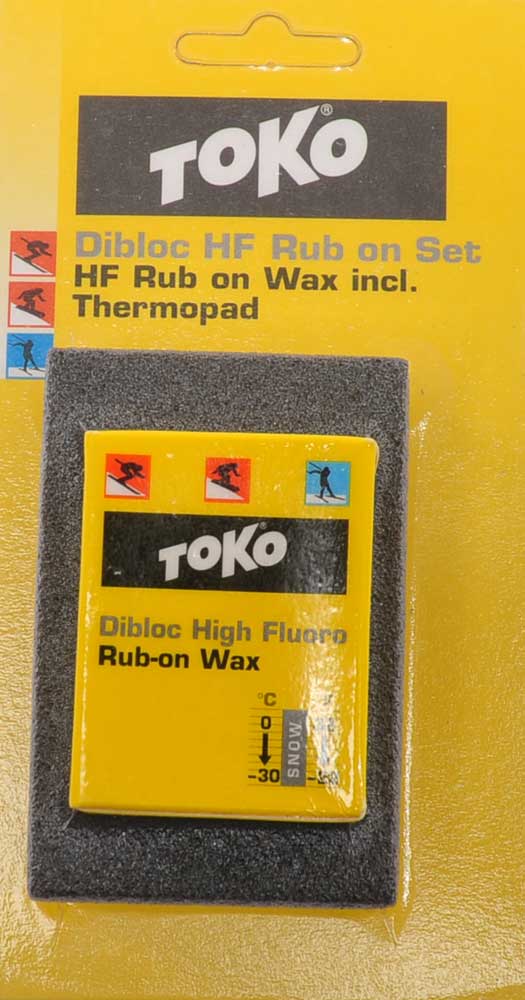 TOKO®
Dibloc HF Rub on Set
HF Rub on Wax incl.
Thermopad
TOKO®
Dibloc High Fluoro
Rub-on Wax
°C
0
SNOW
-30